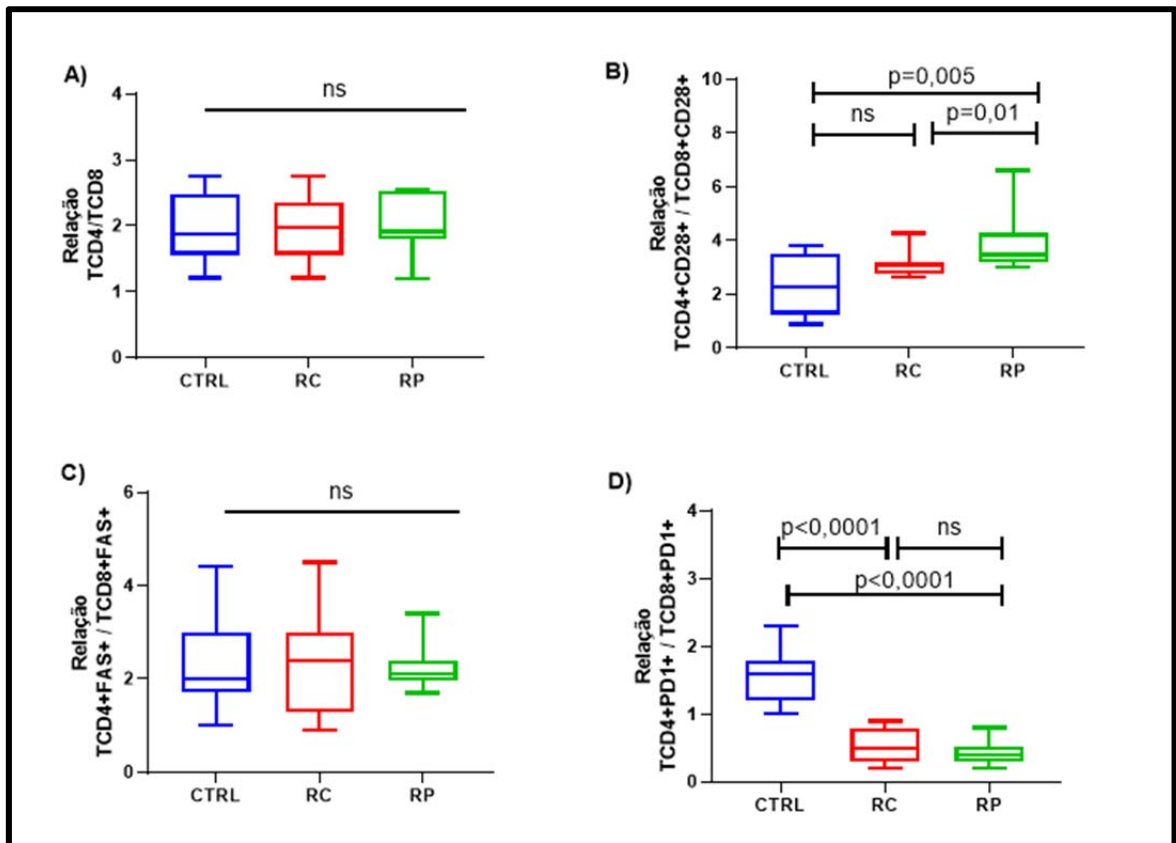 A)
ns
4
3
2
1
0
Relação
TCD4/TCD8
CTRL RC RP
B)
p=0,005
ns p=0,01
10
8
6
4
2
0
Relação
TCD4+CD28+ / TCD8+CD28+
CTRL RC RP
C)
ns
6
4
2
0
Relação
TCD4+FAS+ / TCD8+FAS+
CTRL RC RP
D)
p<0,0001 ns
p<0,0001
4
3
2
1
0
Relação
TCD4+PD1+ / TCD8+PD1+
CTRL RC RP